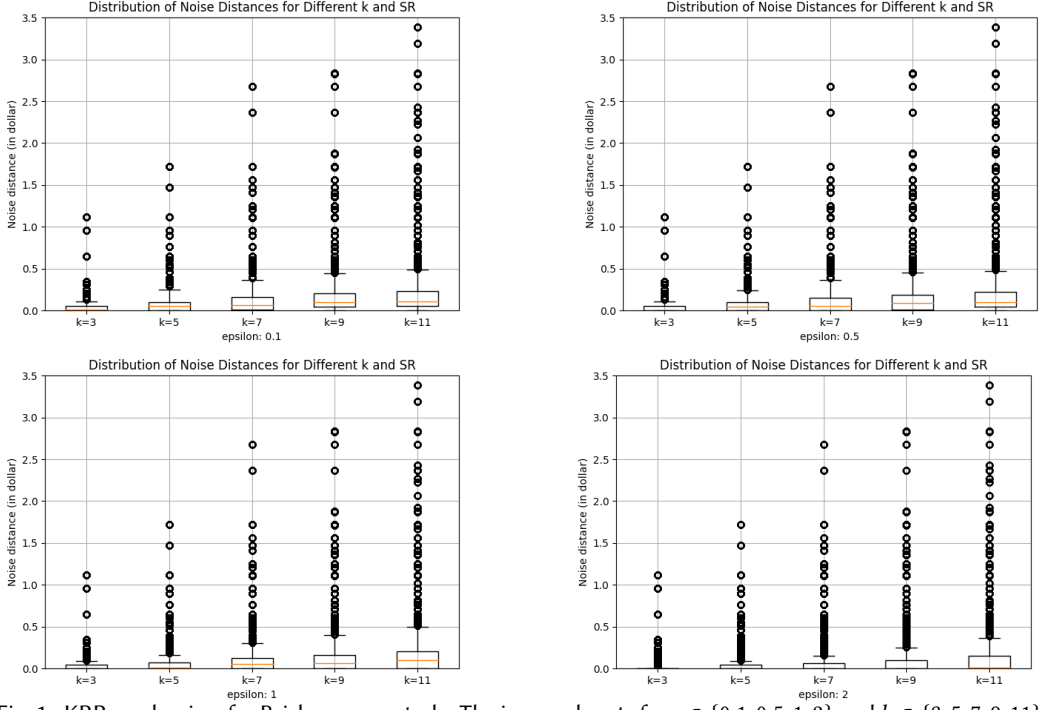 Distribution of Noise Distances for Different k and SR
Noise distance (in dollar)
3.5
3.0
2.5
2.0
1.5
1.0
0.5
0.0
k=3 k=5 k=7 k=9 k=11
epsilon: 0.1
Distribution of Noise Distances for Different k and SR
Noise distance (in dollar)
3.5
3.0
2.5
2.0
1.5
1.0
0.5
0.0
k=3 k=5 k=7 k=9 k=11
epsilon: 0.5
Distribution of Noise Distances for Different k and SR
Noise distance (in dollar)
3.5
3.0
2.5
2.0
1.5
1.0
0.5
0.0
k=3 k=5 k=7 k=9 k=11
epsilon: 1
Distribution of Noise Distances for Different k and SR
Noise distance (in dollar)
3.5
3.0
2.5
2.0
1.5
1.0
0.5
0.0
k=3 k=5 k=7 k=9 k=11
epsilon: 2